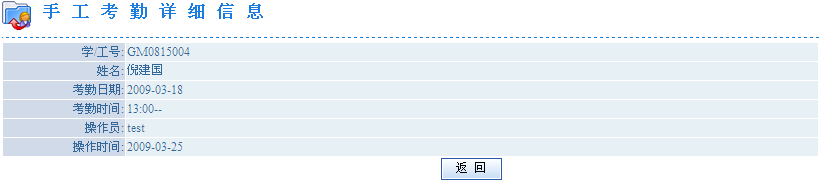 手工考勤详细信息
学/工号: GM0815004
姓名: 倪建国
考勤日期: 2009-03-18
考勤时间: 13:00--
操作员: test
操作时间: 2009-03-25
返 回